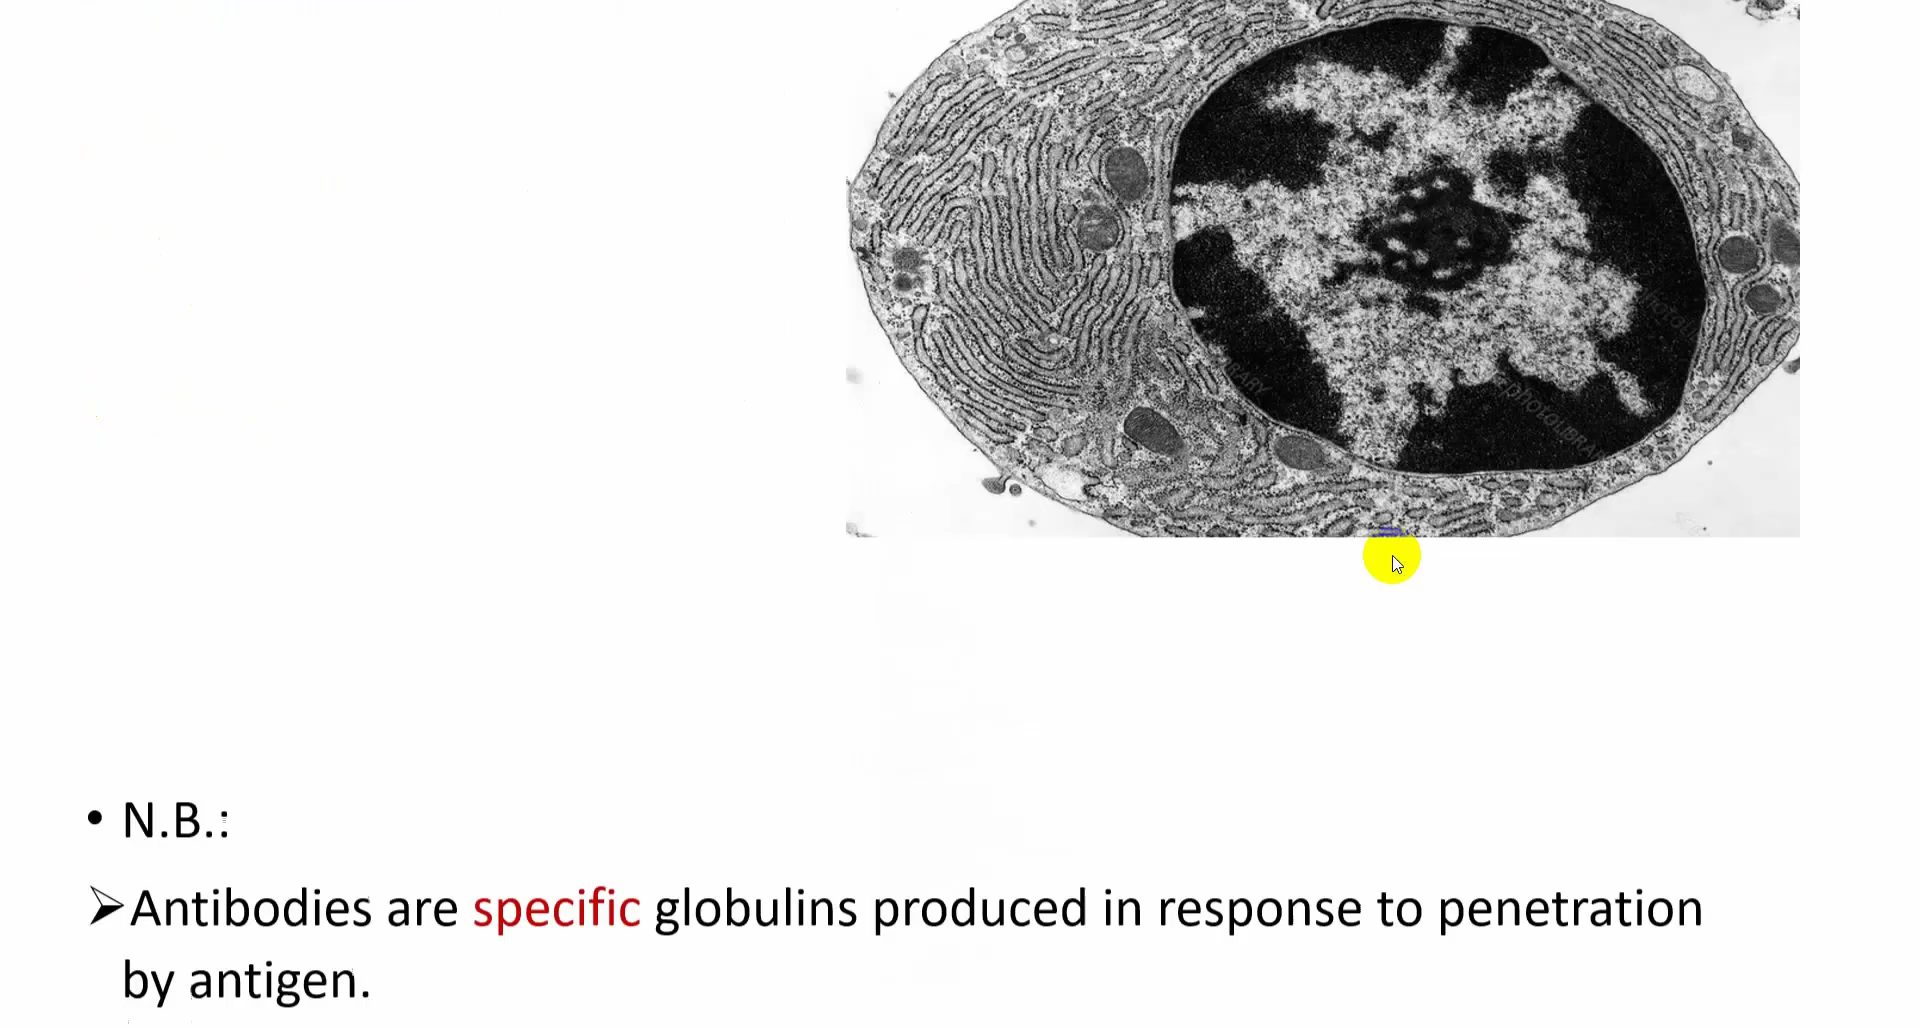 • N.B.:
➢Antibodies are specific globulins produced in response to penetration
by antigen.